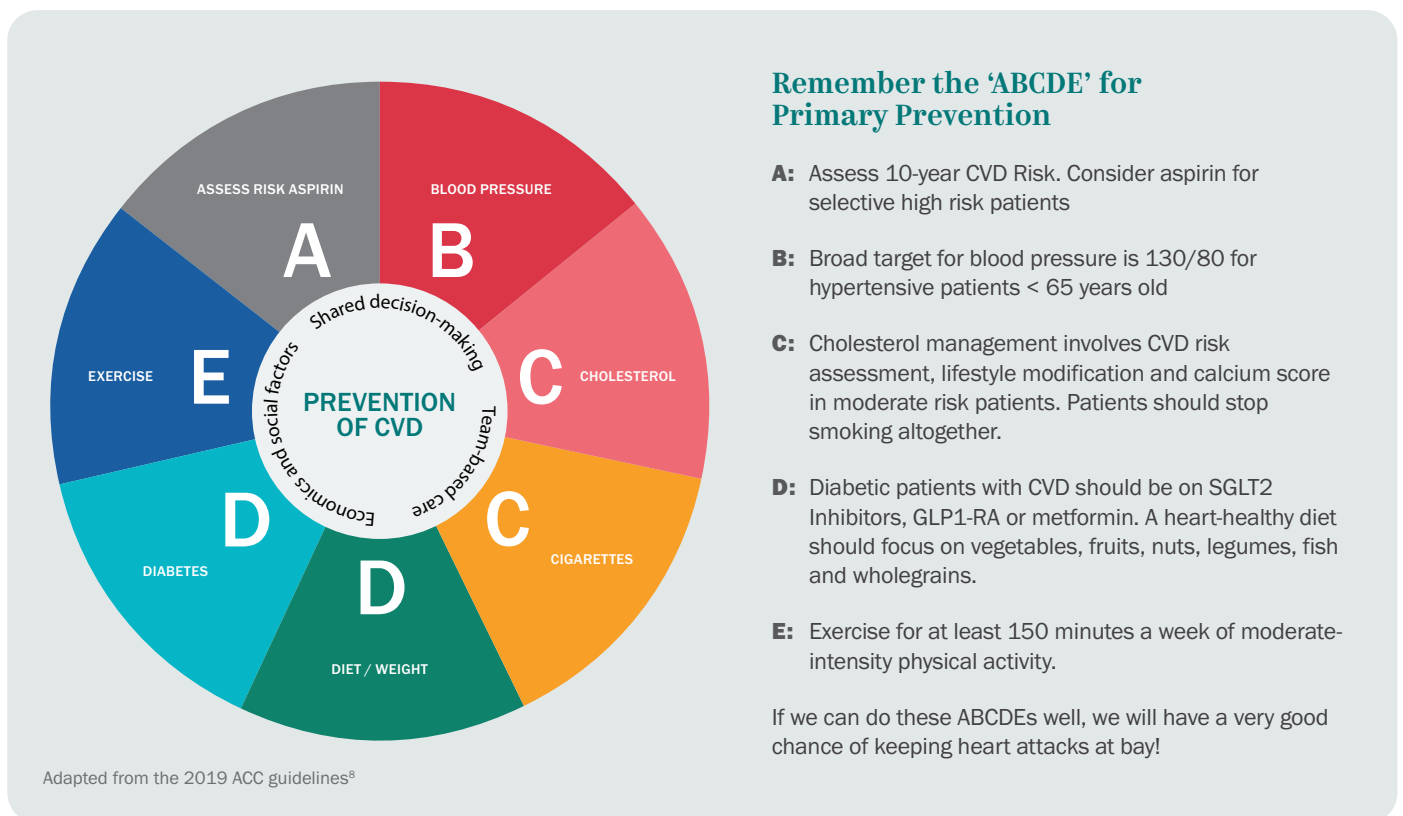 ASSESS RISK ASPIRIN
A
BLOOD PRESSURE
B
C
CHOLESTEROL
C
CIGARETTES
D
DIET / WEIGHT
D
DIABETES
EXERCISE
E
Shared decision-making
Team-based care
Economics and social factors
PREVENTION
OF CVD
Adapted from the 2019 ACC guidelines⁸
Remember the ‘ABCDE’ for
Primary Prevention
A: Assess 10-year CVD Risk. Consider aspirin for
selective high risk patients
B: Broad target for blood pressure is 130/80 for
hypertensive patients < 65 years old
C: Cholesterol management involves CVD risk
assessment, lifestyle modification and calcium score
in moderate risk patients. Patients should stop
smoking altogether.
D: Diabetic patients with CVD should be on SGLT2
Inhibitors, GLP1-RA or metformin. A heart-healthy diet
should focus on vegetables, fruits, nuts, legumes, fish
and wholegrains.
E: Exercise for at least 150 minutes a week of moderate-
intensity physical activity.
If we can do these ABCDEs well, we will have a very good
chance of keeping heart attacks at bay!